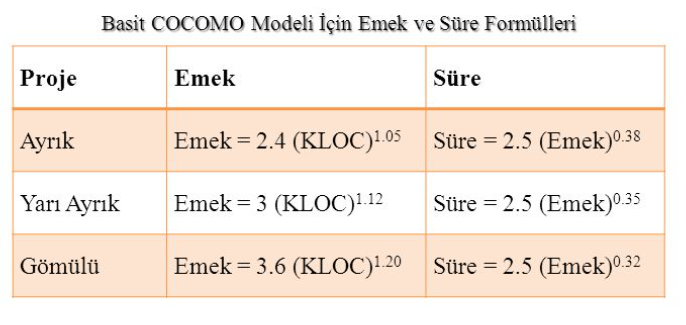 Basit COCOMO Modeli İçin Emek ve Süre Formülleri
Proje Emek Süre
Ayrık Emek = 2.4 (KLOC)^1.05 Süre = 2.5 (Emek)^0.38
Yarı Ayrık Emek = 3 (KLOC)^1.12 Süre = 2.5 (Emek)^0.35
Gömülü Emek = 3.6 (KLOC)^1.20 Süre = 2.5 (Emek)^0.32